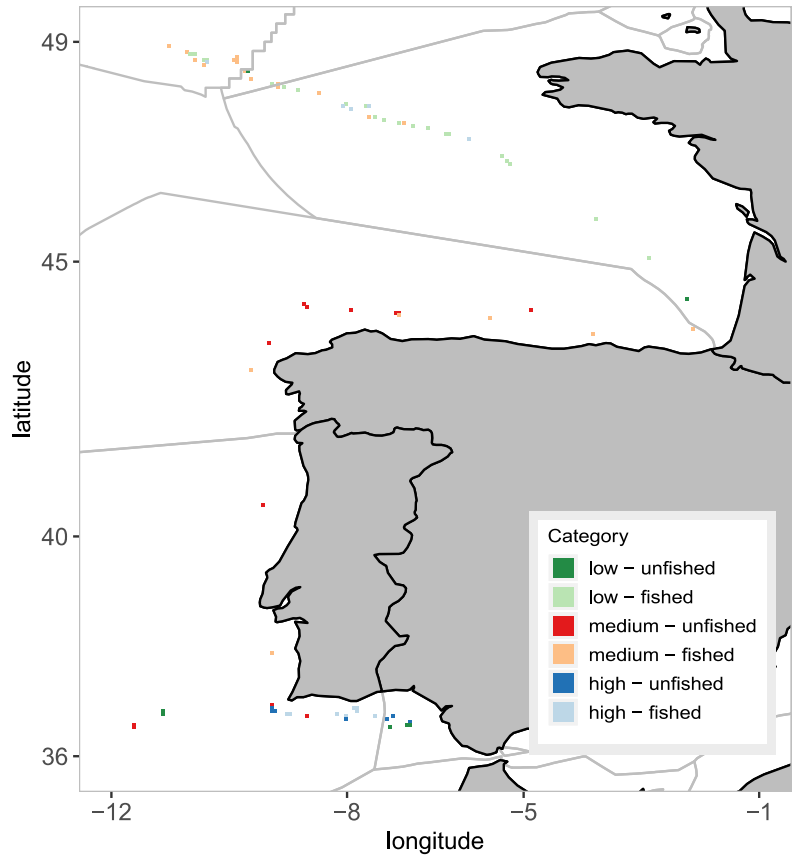 49
45
40
36
latitude
−12
−8
−5
−1
longitude
Category
low − unfished
low − fished
medium − unfished
medium − fished
high − unfished
high − fished